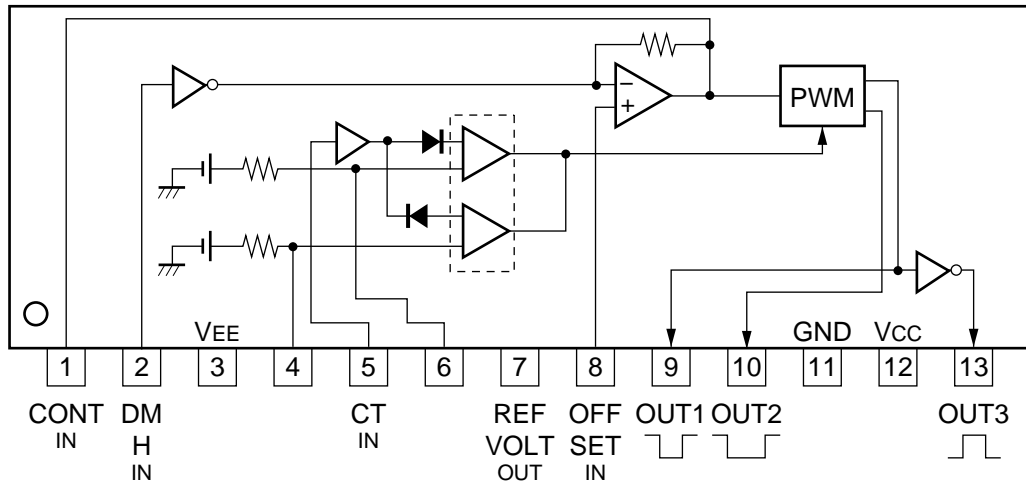 PWM
−
+
VEE GND VCC
1 2 3 4 5 6 7 8 9 10 11 12 13
CONT DM CT REF OFF OUT1 OUT2 OUT3
IN H IN VOLT SET
IN OUT IN